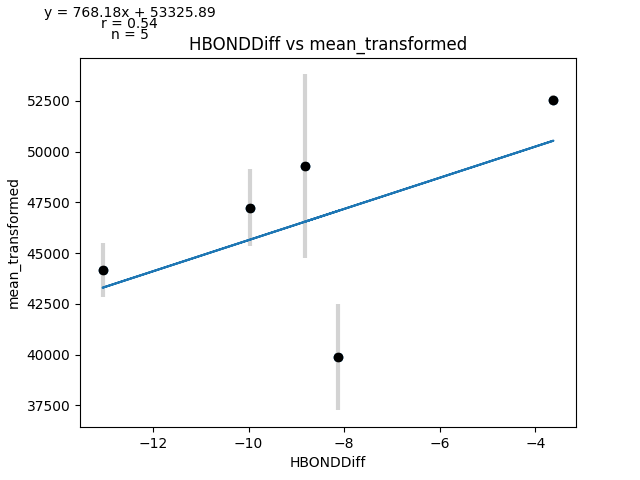 y = 768.18x + 53325.89
r = 0.54
n = 5
HBONDDiff vs mean_transformed
52500
50000
47500
45000
42500
40000
37500
mean_transformed
−12
−10
−8
−6
−4
HBONDDiff